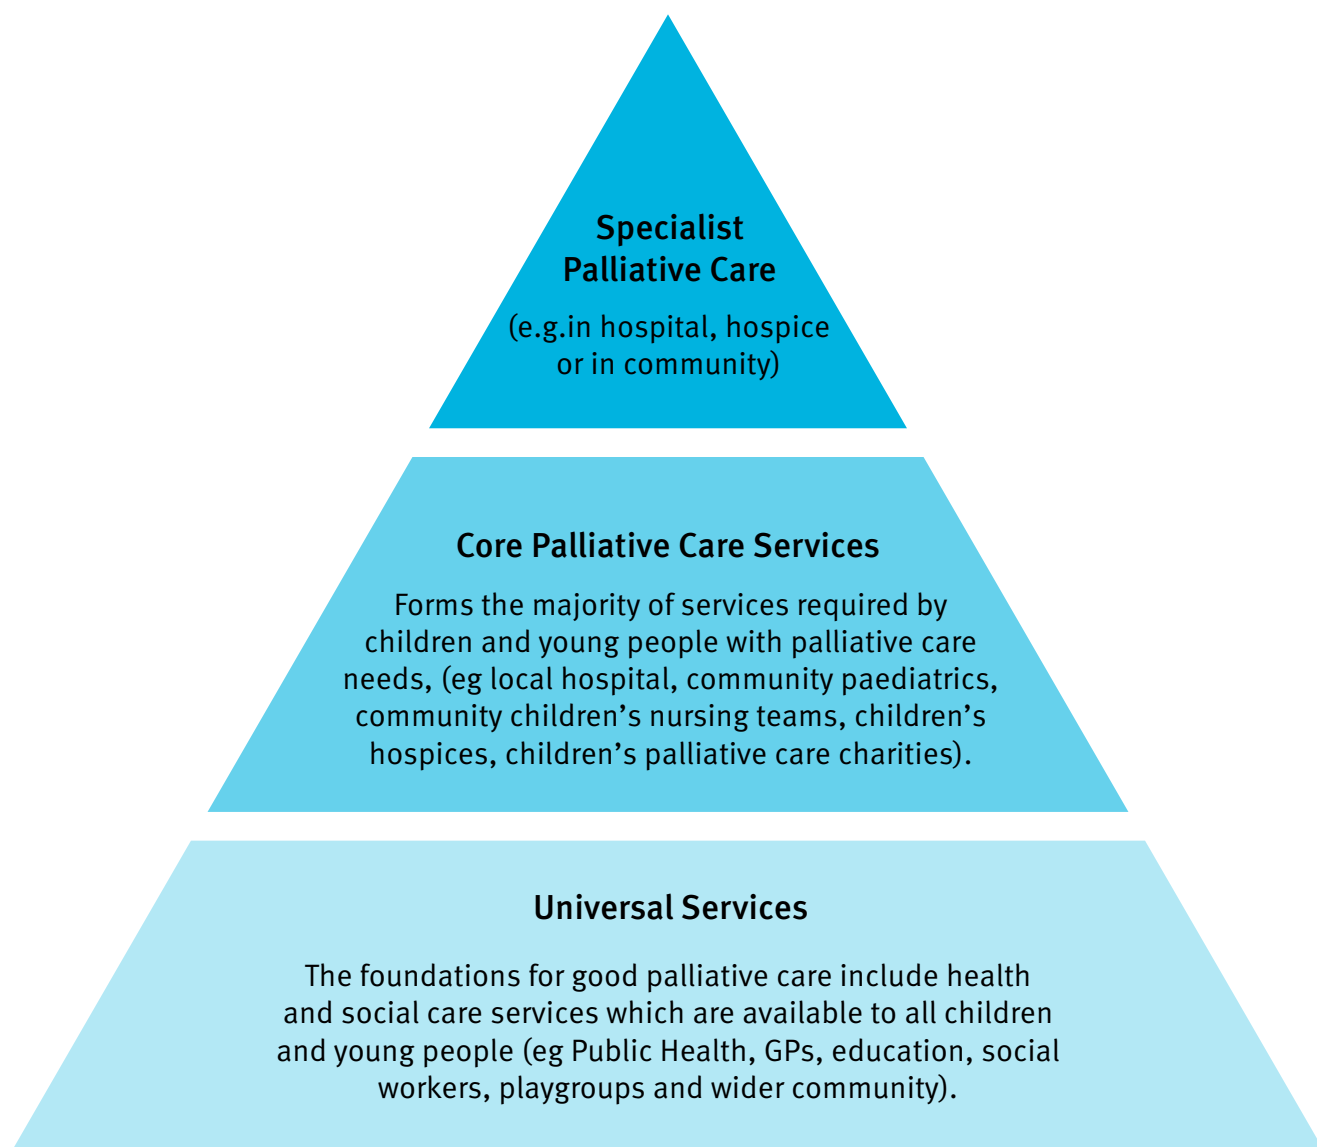 Specialist
Palliative Care
(e.g.in hospital, hospice
or in community)
Core Palliative Care Services
Forms the majority of services required by
children and young people with palliative care
needs, (eg local hospital, community paediatrics,
community children’s nursing teams, children’s
hospices, children’s palliative care charities).
Universal Services
The foundations for good palliative care include health
and social care services which are available to all children
and young people (eg Public Health, GPs, education, social
workers, playgroups and wider community).